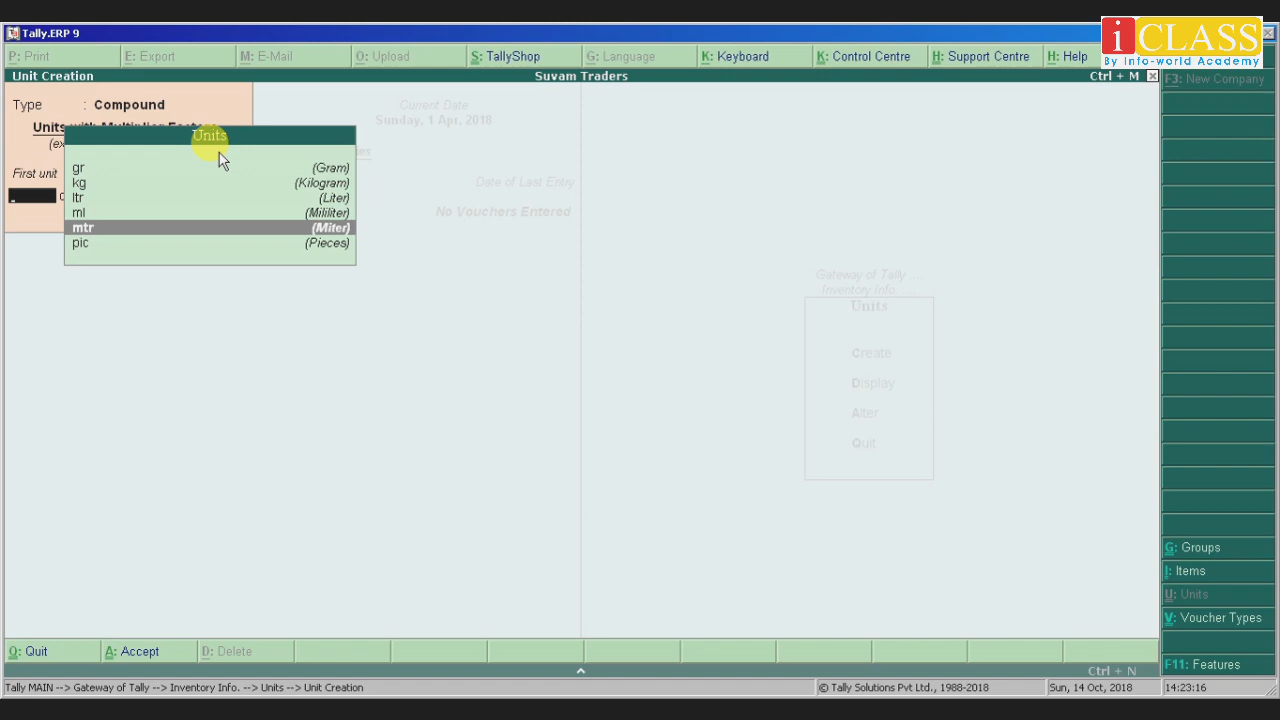 Tally.ERP 9
P: Print
E: Export
M: E-Mail
O: Upload
S: TallyShop
G: Language
K: Keyboard
K: Control Centre
H: Support Centre
H: Help
iCLASS
By Info-world Academy
Unit Creation
Suvam Traders
Ctrl + M
F3: New Company
Type : Compound
Current Date
Sunday, 1 Apr, 2018
Units
First unit
gr (Gram)
kg (Kilogram)
ltr (Liter)
ml (Mililiter)
mtr (Miter)
pic (Pieces)
Date of Last Entry
No Vouchers Entered
Gateway of Tally ....
Inventory Info. ...
Units
Create
Display
Alter
Quit
G: Groups
I: Items
U: Units
V: Voucher Types
F11: Features
Q: Quit
A: Accept
D: Delete
Ctrl + N
Tally MAIN --> Gateway of Tally --> Inventory Info. --> Units --> Unit Creation
© Tally Solutions Pvt Ltd., 1988-2018
Sun, 14 Oct, 2018
14:23:16